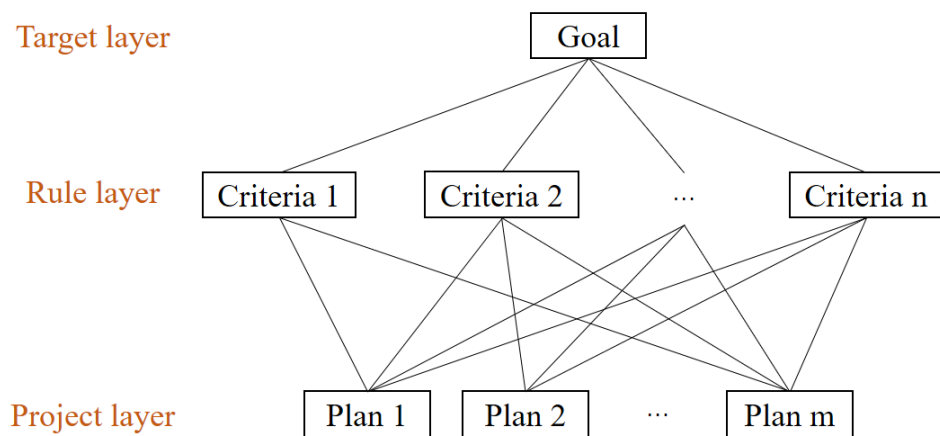 Target layer
Goal
Rule layer
Criteria 1
Criteria 2
...
Criteria n
Project layer
Plan 1
Plan 2
...
Plan m